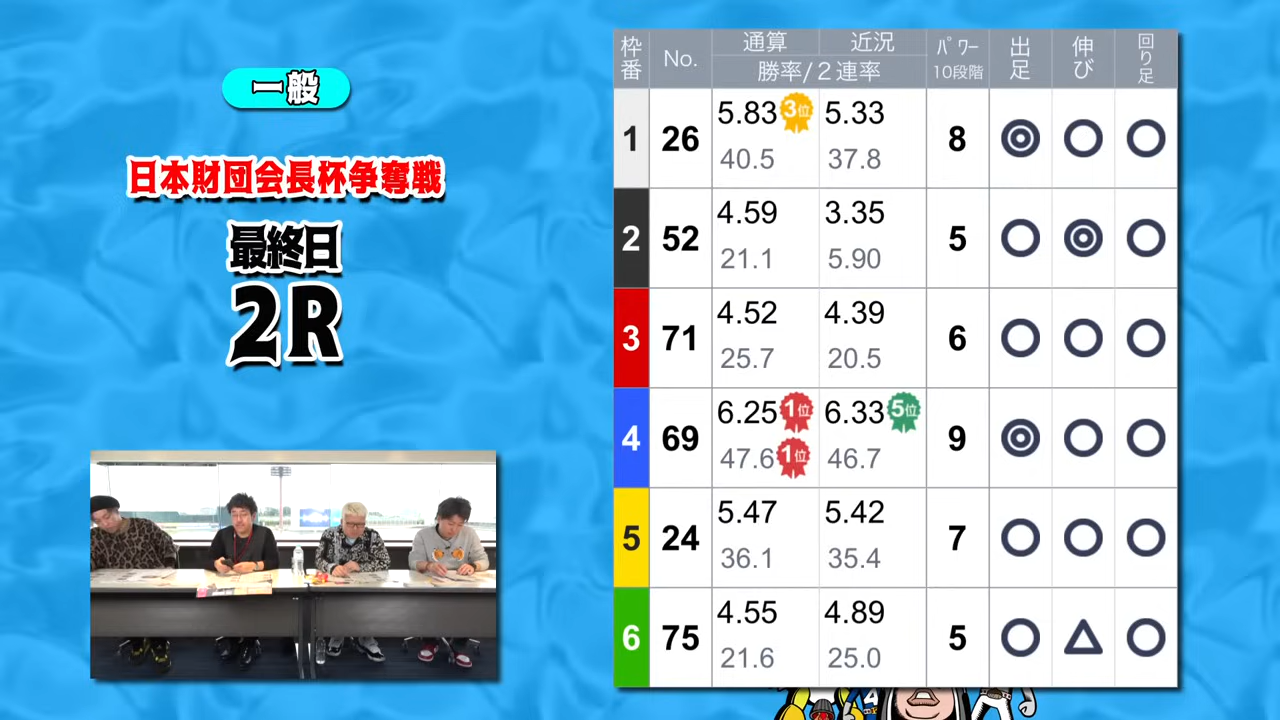 一般
日本財団会長杯争奪戦
最終日
2R
枠番 No. 通算 近況 ﾊﾟﾜｰ 出足 伸び 回り足
勝率/2連率 10段階
1 26 5.83 3位 5.33 8 ◎ ○ ○
40.5 37.8
2 52 4.59 3.35 5 ○ ◎ ○
21.1 5.90
3 71 4.52 4.39 6 ○ ○ ○
25.7 20.5
4 69 6.25 1位 6.33 5位 9 ◎ ○ ○
47.6 1位 46.7
5 24 5.47 5.42 7 ○ ○ ○
36.1 35.4
6 75 4.55 4.89 5 ○ △ ○
21.6 25.0